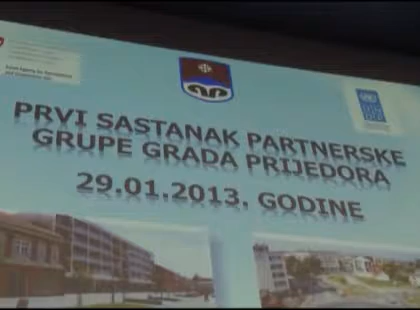 PRVI SASTANAK PARTNERSKE
GRUPE GRADA PRIJEDORA
29.01.2013. GODINE